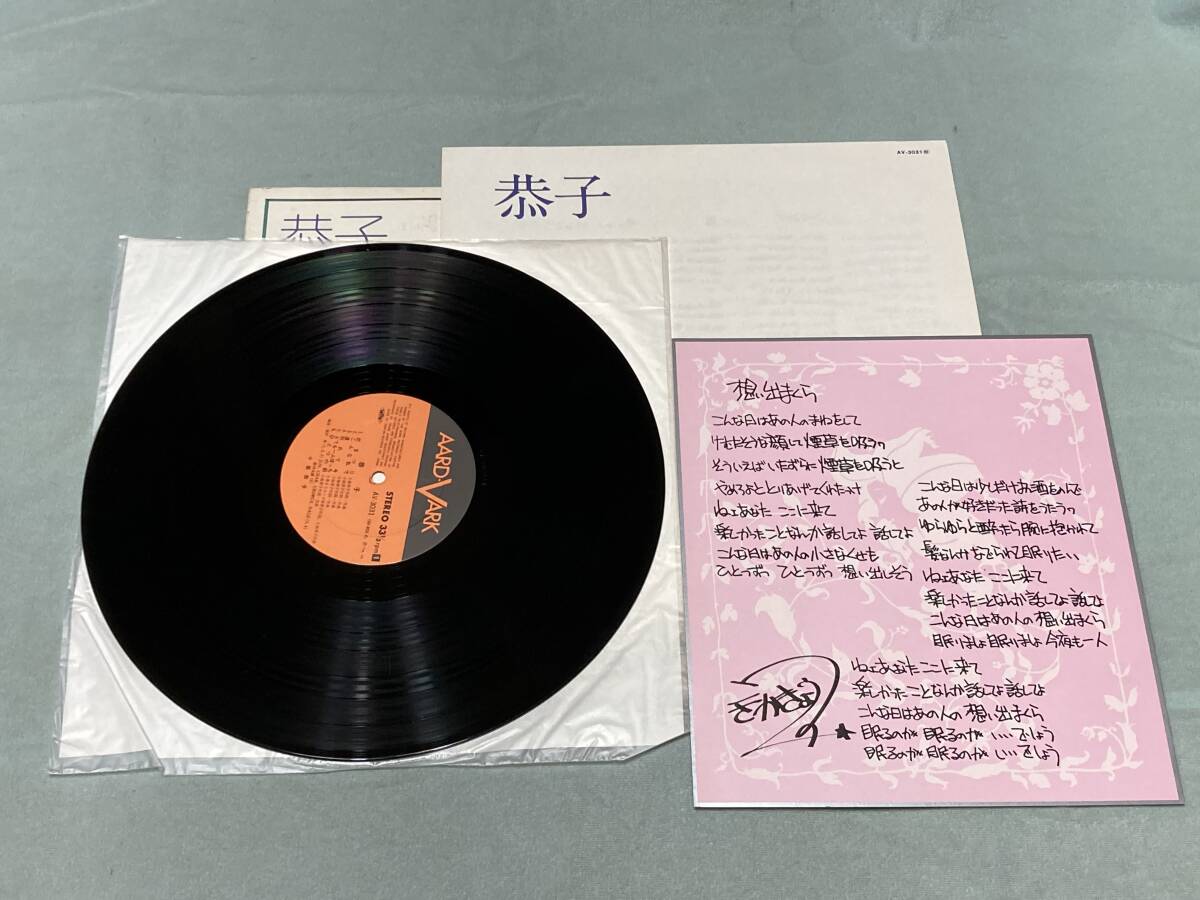 AV-3031
恭子
恭子
AARD-VARK
STEREO 33⅓rpm
AV-3031
恭子
想い出まくら
こんな日はあの人のまねをして
けむたそうな顔して煙草を吸うの
そういえばいたずらに煙草を吸うと
やめろよと とりあげてくれたっけ
ねェあなた ここに来て
楽しかったことなんか話してよ 話してよ
こんな日はあの人の小さなくせも
ひとつずつ ひとつずつ 想い出しそう
こんな日は少しだけお酒をのんで
あの人が好きだった詩をうたうの
ゆらゆらと酔ったら腕に抱かれて
髪なんかなでられて眠りたい
ねェあなた ここに来て
楽しかったことなんか話してよ 話してよ
こんな日はあの人の想い出まくら
眠りましょ眠りましょ 今夜も一人
ねェあなた ここに来て
楽しかったことなんか話してよ 話してよ
こんな日はあの人の 想い出まくら
眠るのが 眠るのが いいでしょう
眠るのが 眠るのが いいでしょう